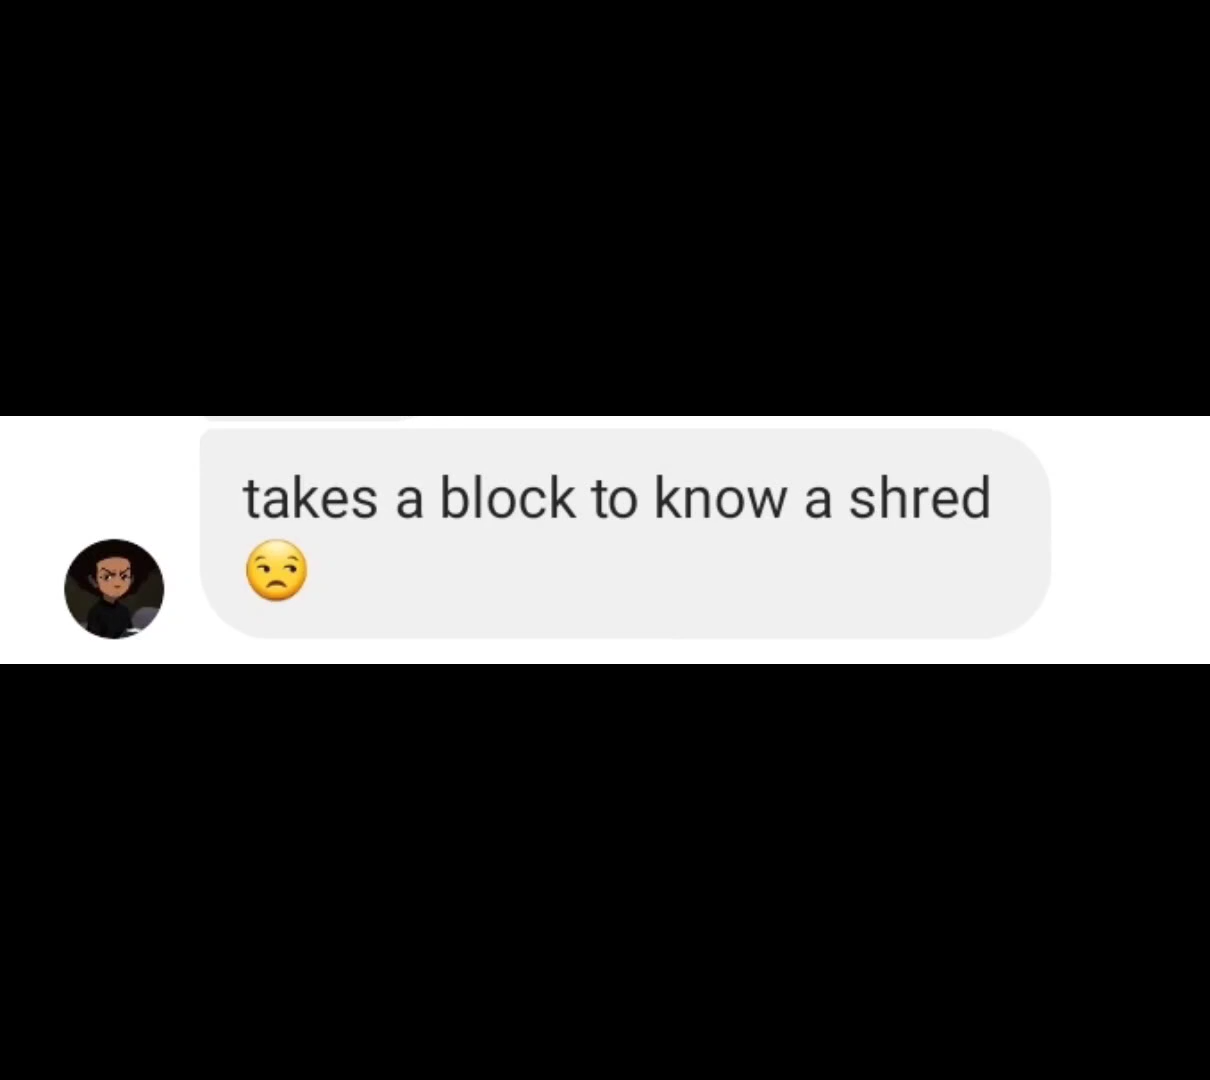 takes a block to know a shred
😒